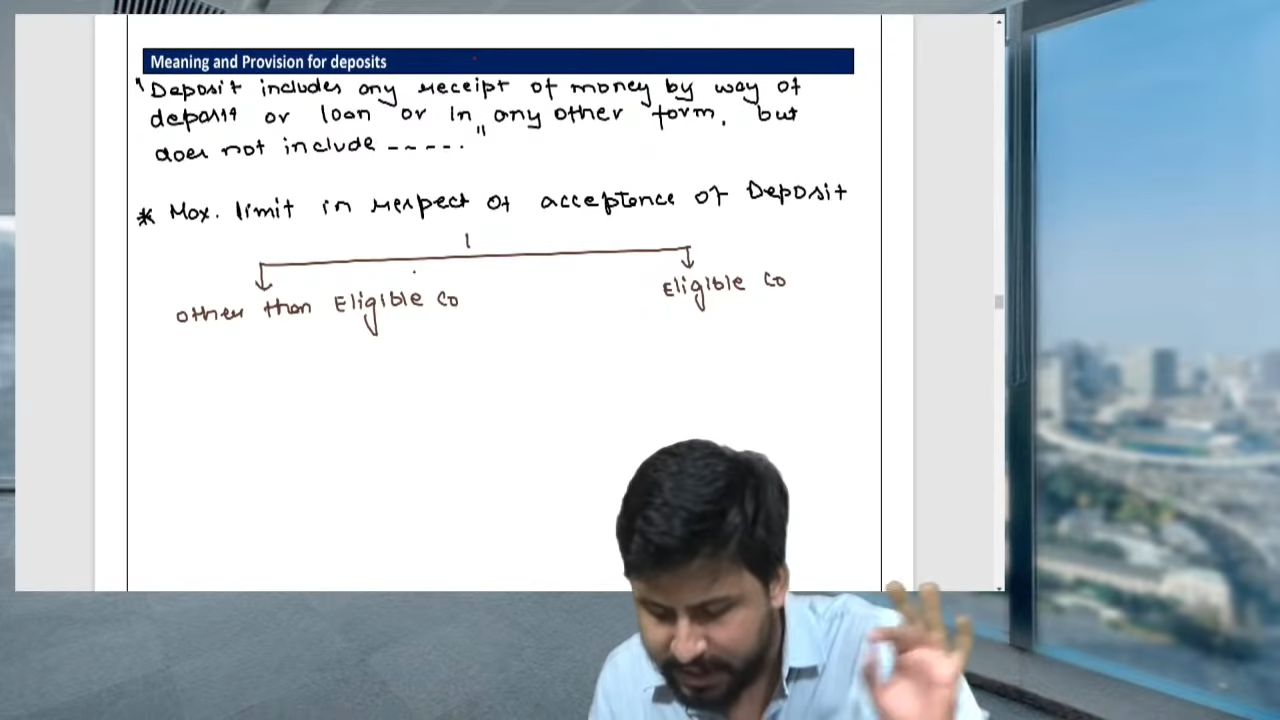 Meaning and Provision for deposits
"Deposit includes any receipt of money by way of
deposit or loan or in any other form, but
does not include -----."
* Max. limit in respect of acceptance of Deposit
other than Eligible Co
Eligible Co